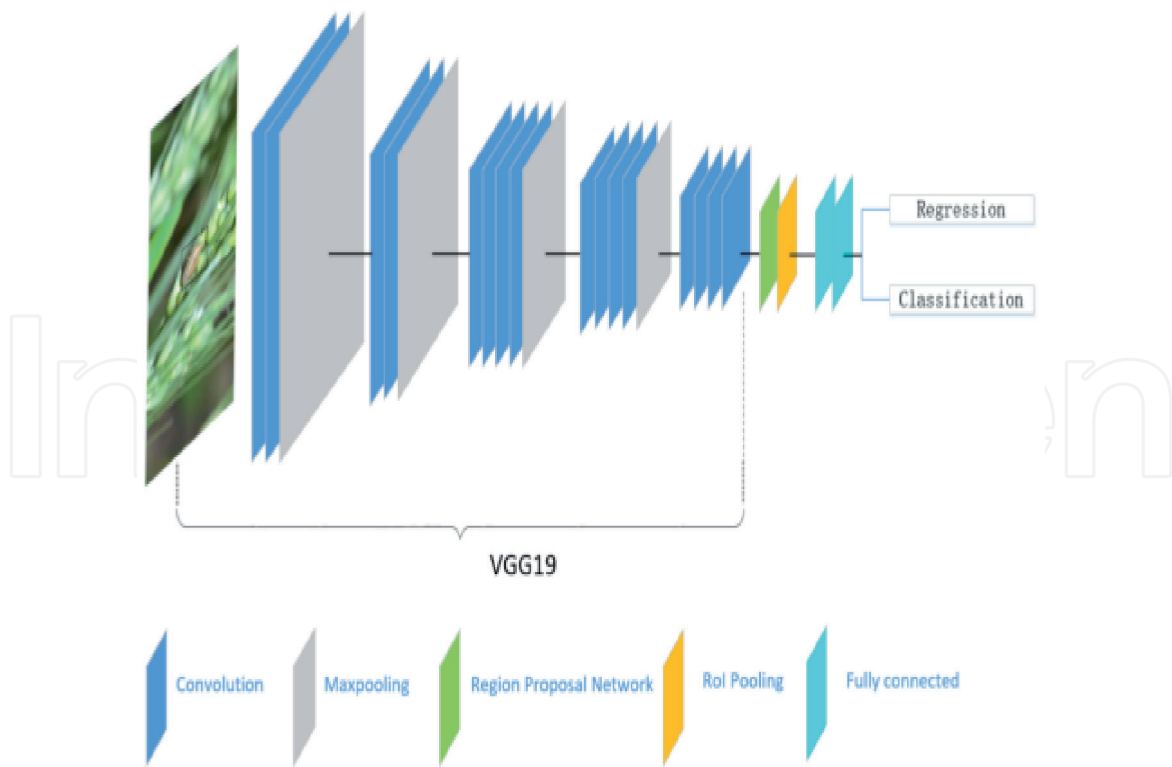 Regression
Classification
VGG19
Convolution
Maxpooling
Region Proposal Network
RoI Pooling
Fully connected